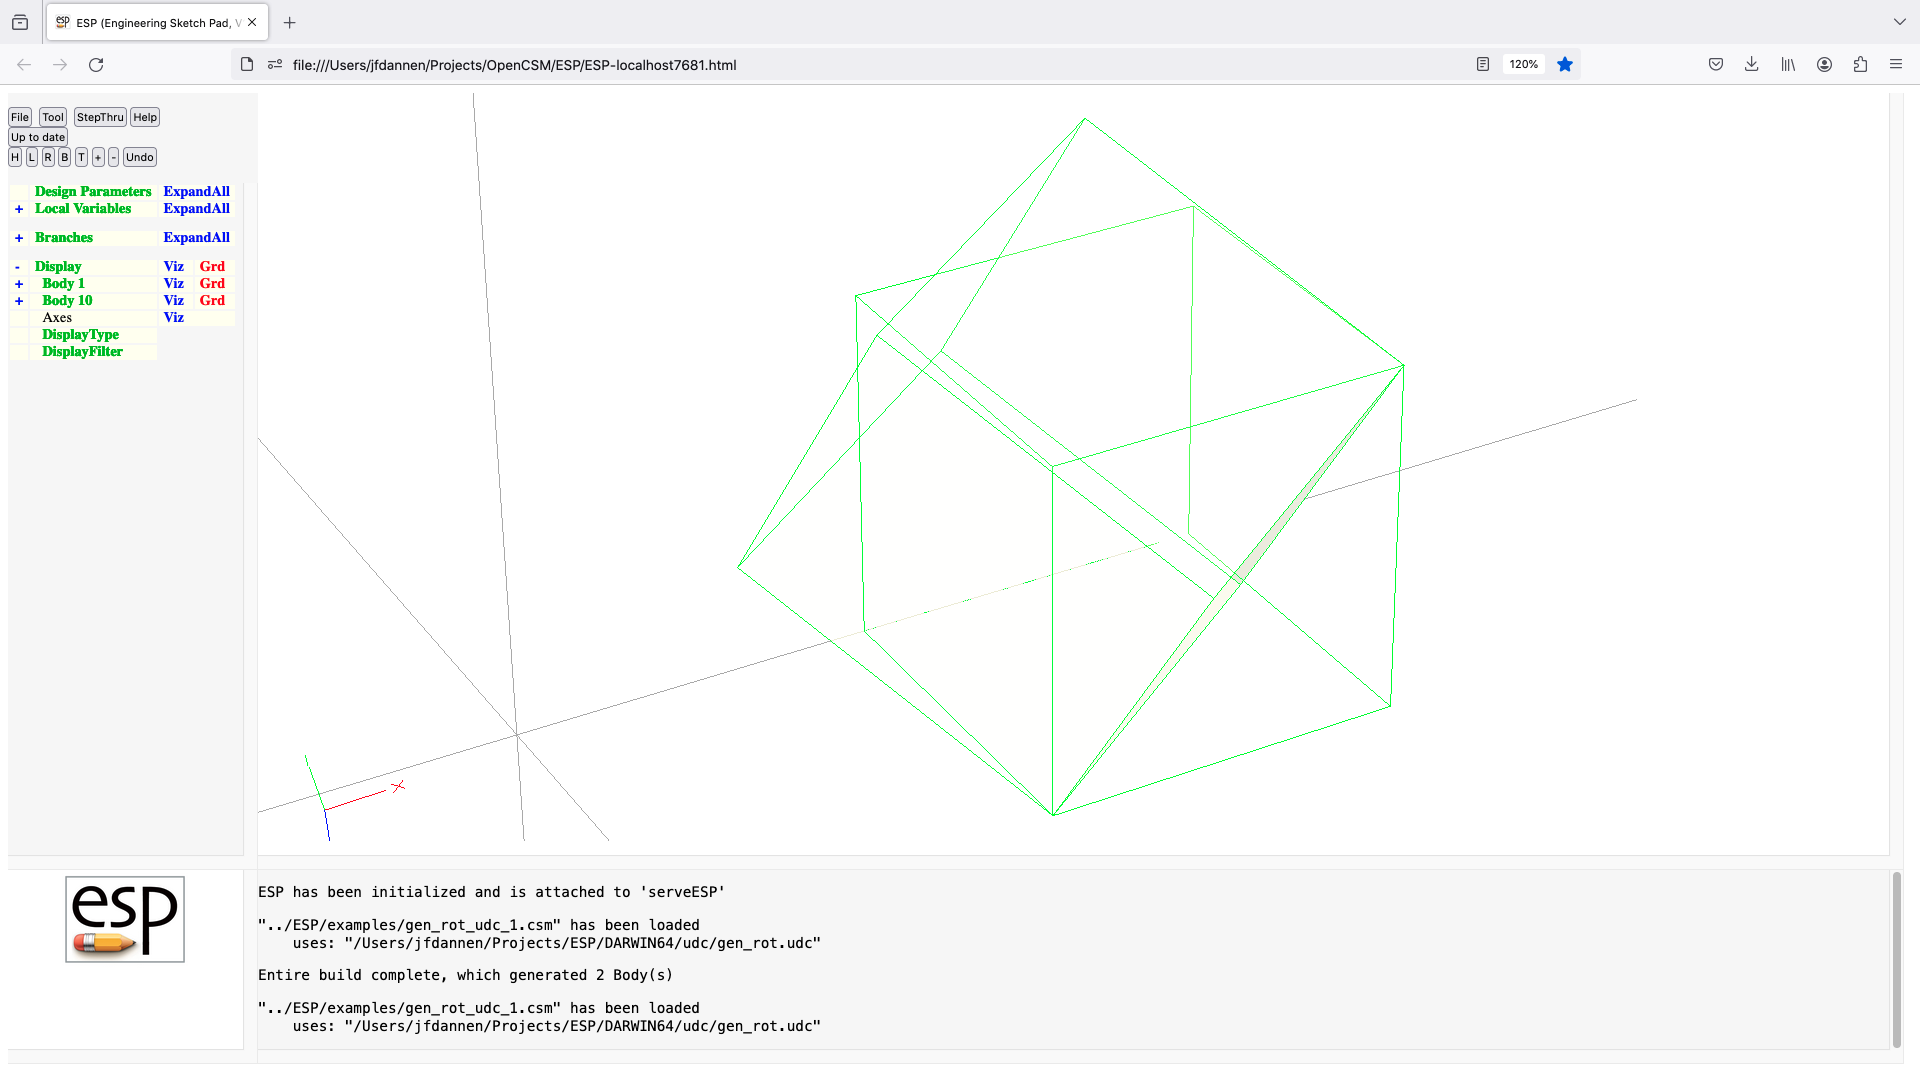 ESP (Engineering Sketch Pad, V
file:///Users/jfdannen/Projects/OpenCSM/ESP/ESP-localhost7681.html
120%
File Tool StepThru Help
Up to date
H L R B T + - Undo
Design Parameters ExpandAll
+ Local Variables ExpandAll
+ Branches ExpandAll
- Display Viz Grd
+ Body 1 Viz Grd
+ Body 10 Viz Grd
Axes Viz
DisplayType
DisplayFilter
X
esp
ESP has been initialized and is attached to 'serveESP'
"../ESP/examples/gen_rot_udc_1.csm" has been loaded
uses: "/Users/jfdannen/Projects/ESP/DARWIN64/udc/gen_rot.udc"
Entire build complete, which generated 2 Body(s)
"../ESP/examples/gen_rot_udc_1.csm" has been loaded
uses: "/Users/jfdannen/Projects/ESP/DARWIN64/udc/gen_rot.udc"